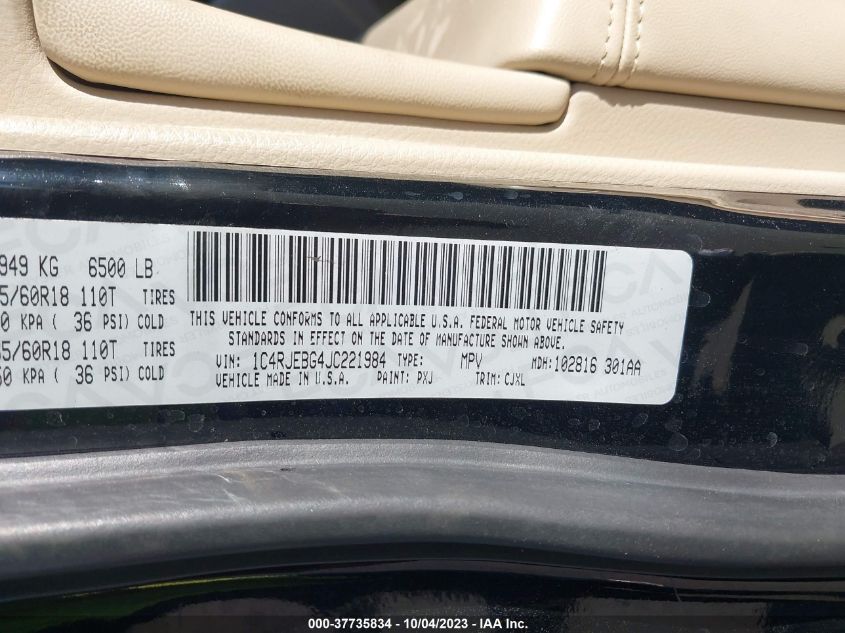 949 KG 6500 LB
5/60R18 110T TIRES
0 KPA ( 36 PSI) COLD
55/60R18 110T TIRES
50 KPA ( 36 PSI) COLD
THIS VEHICLE CONFORMS TO ALL APPLICABLE U.S.A. FEDERAL MOTOR VEHICLE SAFETY
STANDARDS IN EFFECT ON THE DATE OF MANUFACTURE SHOWN ABOVE.
VIN: 1C4RJEBG4JC221984 TYPE: MPV MDH: 102816 301AA
VEHICLE MADE IN U.S.A. PAINT: PXJ TRIM: CJXL
000-37735834 - 10/04/2023 - IAA Inc.